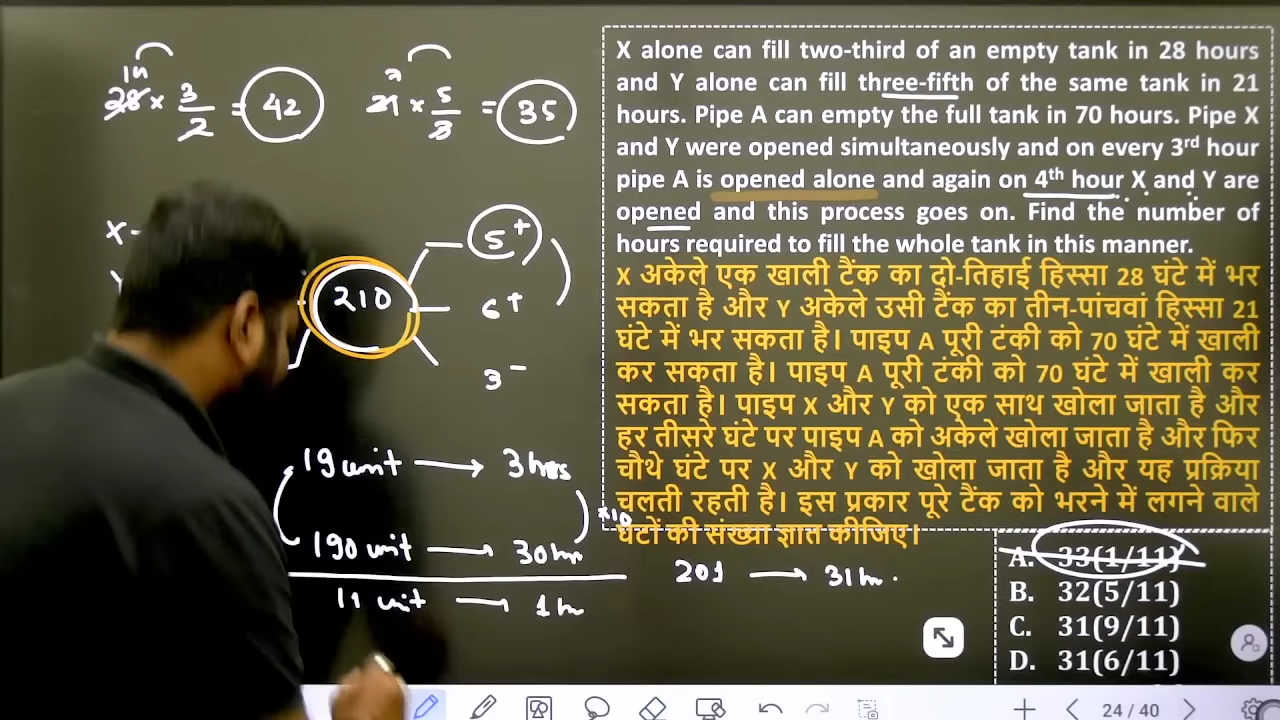 14
28 × 3/2 = 42
7
21 × 5/3 = 35
X-
Y
210
5+
6+
3-
19 unit → 3 hrs
190 unit → 30 hr
×10
11 unit → 1 hr
201 → 31 hr.
X alone can fill two-third of an empty tank in 28 hours
and Y alone can fill three-fifth of the same tank in 21
hours. Pipe A can empty the full tank in 70 hours. Pipe X
and Y were opened simultaneously and on every 3rd hour
pipe A is opened alone and again on 4th hour X and Y are
opened and this process goes on. Find the number of
hours required to fill the whole tank in this manner.
X अकेले एक खाली टैंक का दो-तिहाई हिस्सा 28 घंटे में भर
सकता है और Y अकेले उसी टैंक का तीन-पांचवां हिस्सा 21
घंटे में भर सकता है। पाइप A पूरी टंकी को 70 घंटे में खाली
कर सकता है। पाइप A पूरी टंकी को 70 घंटे में खाली कर
सकता है। पाइप X और Y को एक साथ खोला जाता है और
हर तीसरे घंटे पर पाइप A को अकेले खोला जाता है और फिर
चौथे घंटे पर X और Y को खोला जाता है और यह प्रक्रिया
चलती रहती है। इस प्रकार पूरे टैंक को भरने में लगने वाले
घंटों की संख्या ज्ञात कीजिए।
A. 33(1/11)
B. 32(5/11)
C. 31(9/11)
D. 31(6/11)
24 / 40